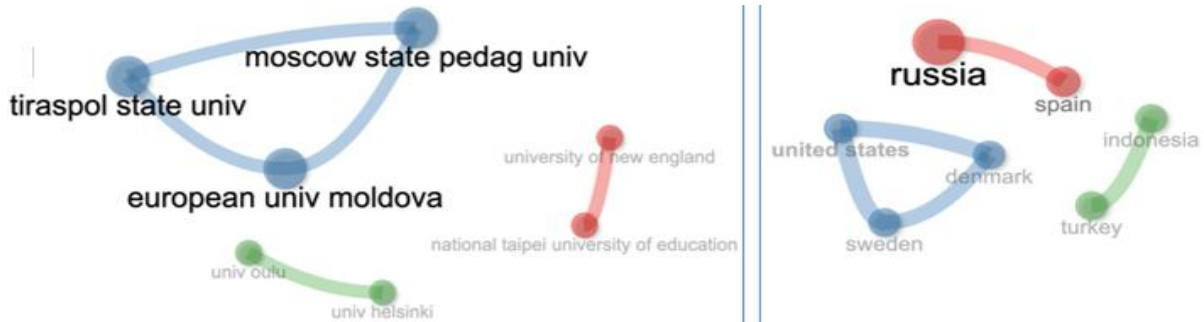 moscow state pedag univ
tiraspol state univ
european univ moldova
university of new england
national taipei university of education
univ oulu
univ helsinki
russia
spain
indonesia
united states
denmark
turkey
sweden